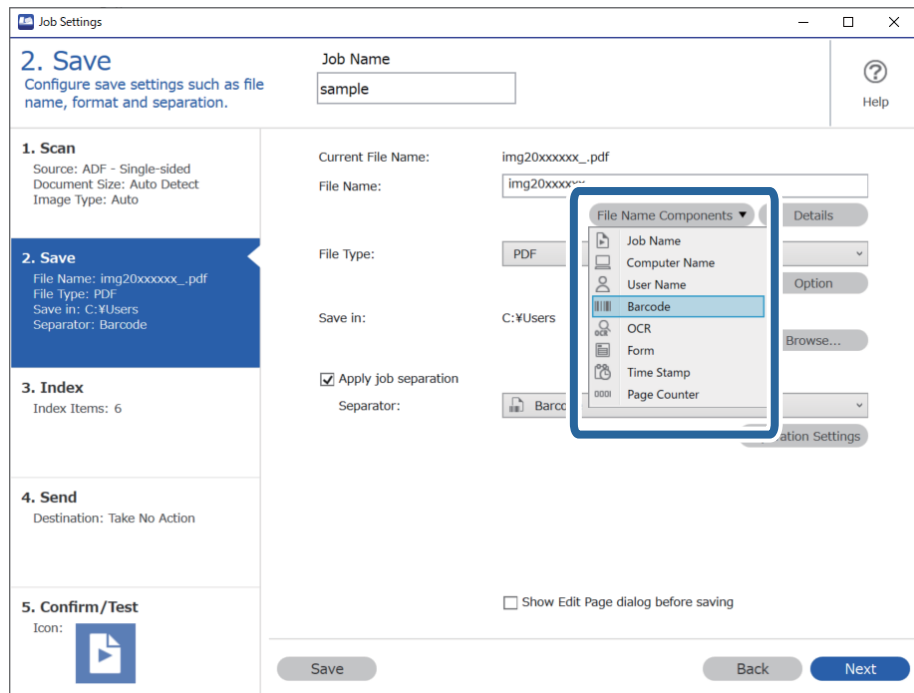 Job Settings
2. Save
Configure save settings such as file
name, format and separation.
Job Name
sample
Help
1. Scan
Source: ADF - Single-sided
Document Size: Auto Detect
Image Type: Auto
2. Save
File Name: img20xxxxxx_.pdf
File Type: PDF
Save in: C:¥Users
Separator: Barcode
3. Index
Index Items: 6
4. Send
Destination: Take No Action
5. Confirm/Test
Icon:
Current File Name: img20xxxxxx_.pdf
File Name: img20xxxxxx
File Name Components ▼ Details
Job Name
Computer Name
User Name
Barcode
OCR
OCR
Form
Time Stamp
0001 Page Counter
File Type: PDF
Option
Save in: C:¥Users
Browse...
Apply job separation
Separator:
Settings
Show Edit Page dialog before saving
Save Back Next